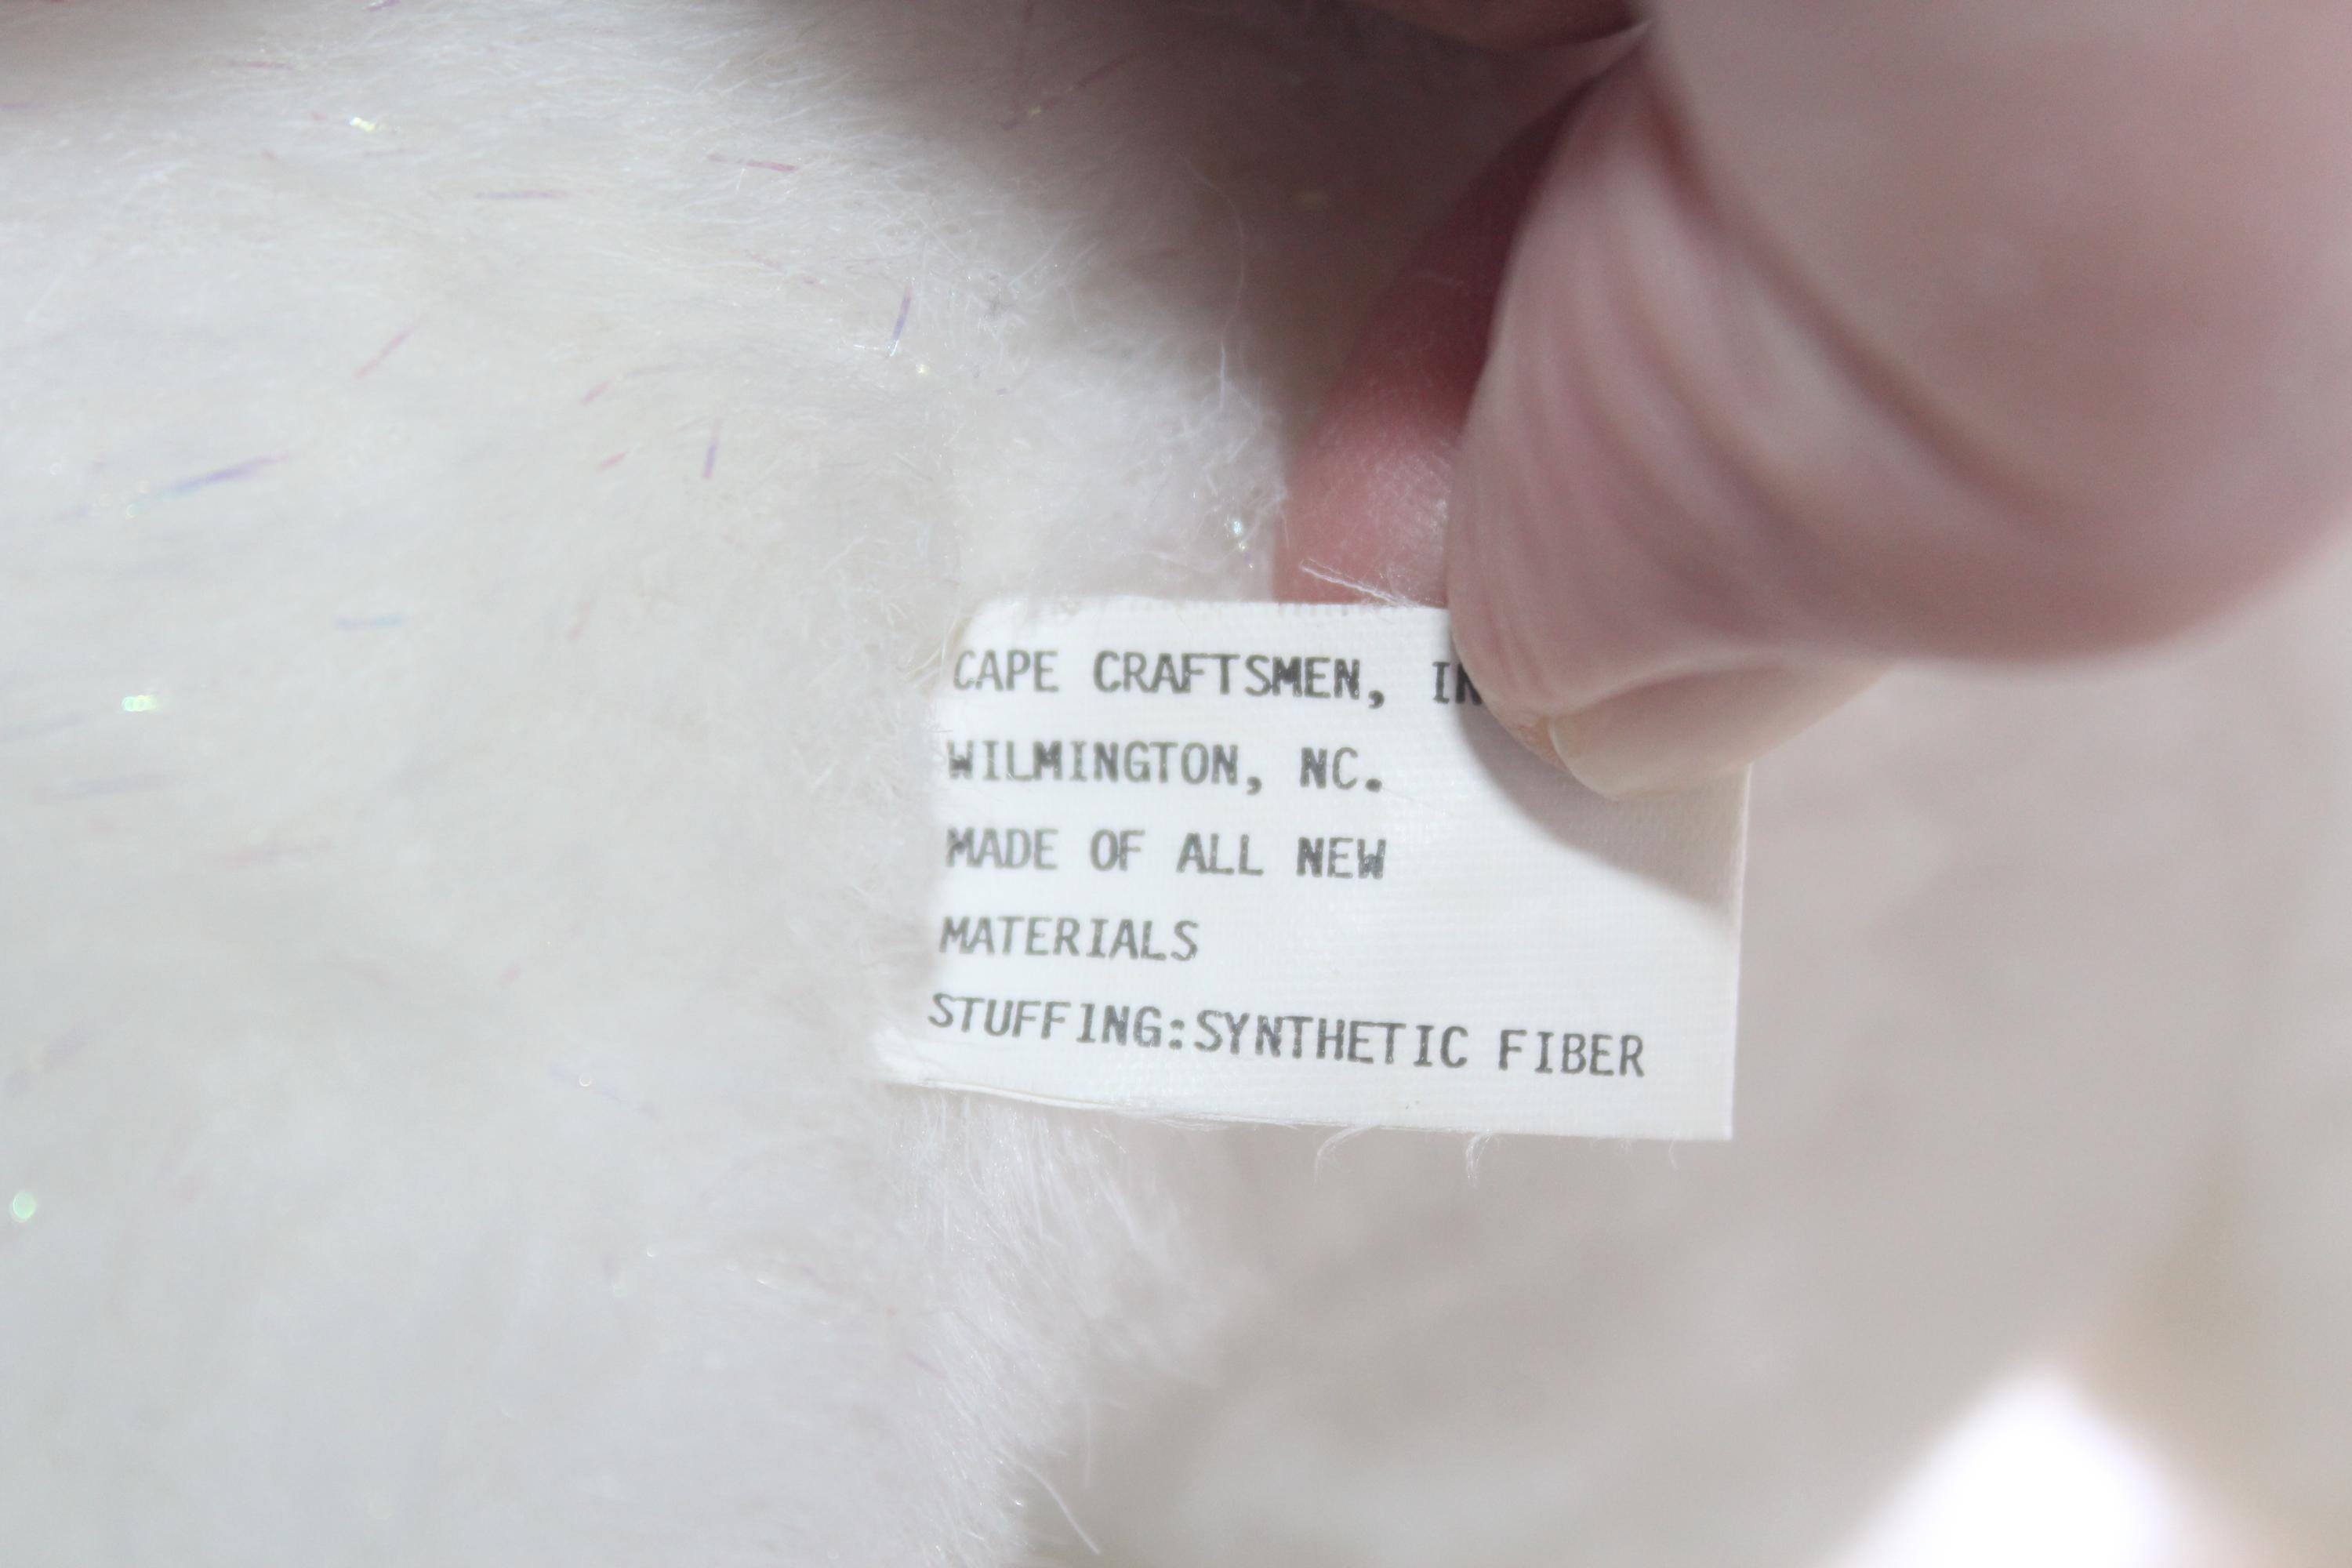 CAPE CRAFTSMEN,
WILMINGTON, NC.
MADE OF ALL NEW
MATERIALS
STUFFING:SYNTHETIC FIBER